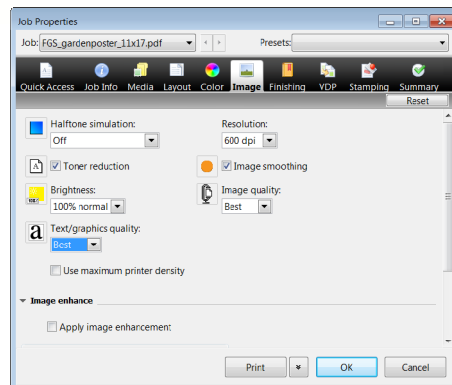 Job Properties
Job: FGS_gardenposter_11x17.pdf Presets:
Quick Access Job Info Media Layout Color Image Finishing VDP Stamping Summary
Reset
Halftone simulation: Resolution:
Off 600 dpi
A Toner reduction Image smoothing
Brightness: Image quality:
100% normal Best
Text/graphics quality:
a Best
Use maximum printer density
Image enhance
Apply image enhancement
Print OK Cancel